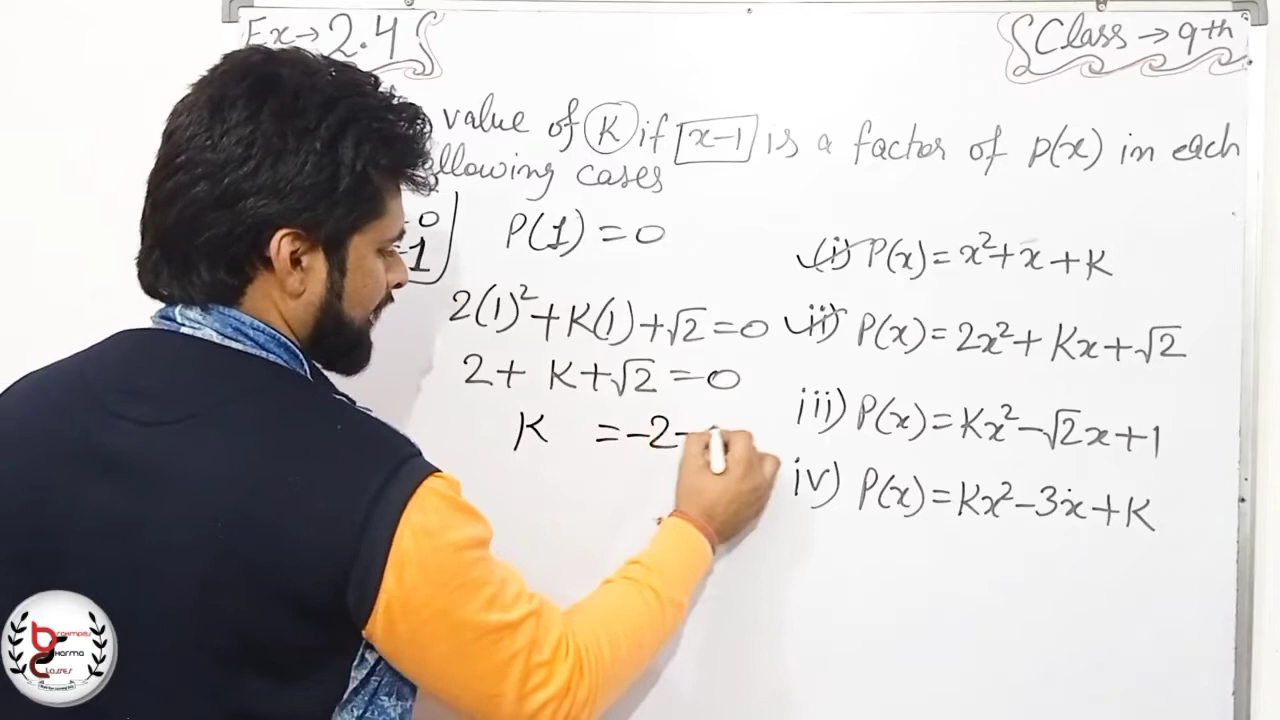 Ex→ 2.4
Class → 9th
value of K if x-1 is a factor of p(x) in each
llowing cases
P(1) = 0
2(1)²+K(1)+√2 = 0
2+ K+√2 = 0
K = -2-
(i) P(x) = x²+x+K
ii) P(x) = 2x²+Kx+√2
iii) P(x) = Kx²-√2x+1
iv) P(x) = Kx²-3x+K